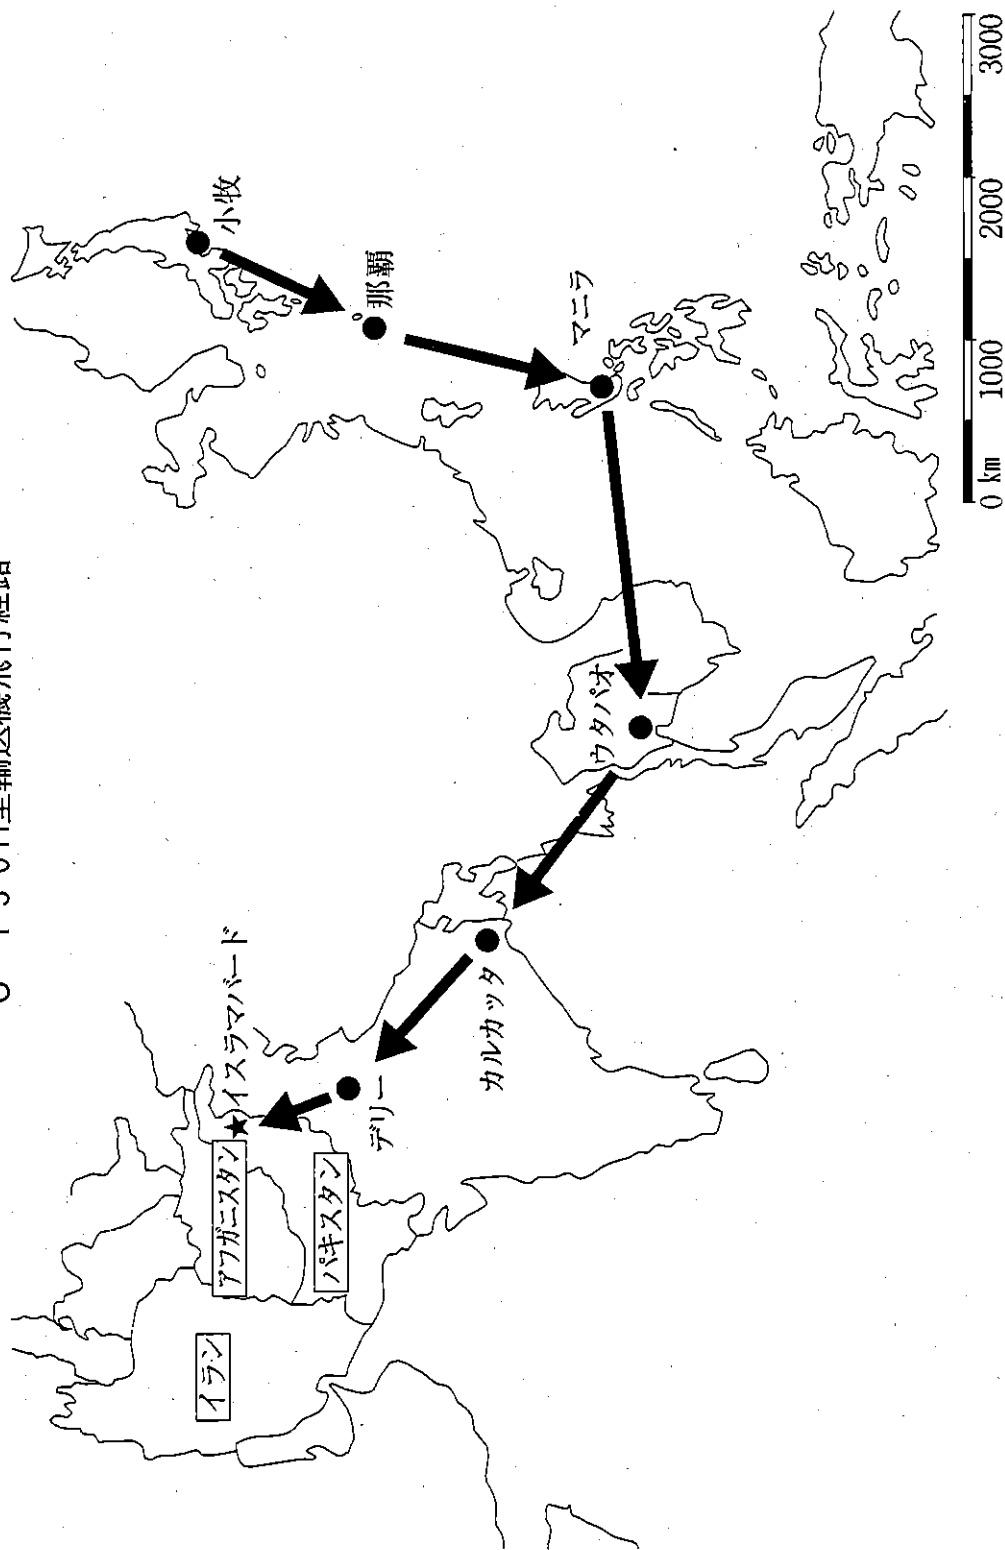 C-130H型輸送機飛行経路
小牧
那覇
マニラ
ウタパオ
カルカッタ
デリー
イスラマバード
アフガニスタン
パキスタン
イラン
0 km 1000 2000 3000